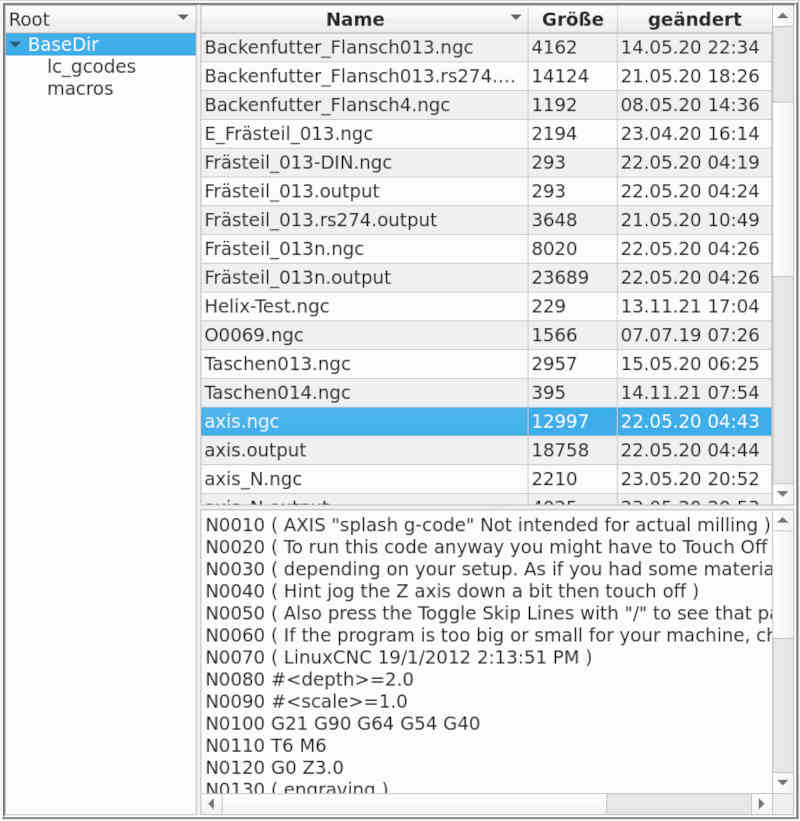 Root
BaseDir
lc_gcodes
macros
Name Größe geändert
Backenfutter_Flansch013.ngc 4162 14.05.20 22:34
Backenfutter_Flansch013.rs274.... 14124 21.05.20 18:26
Backenfutter_Flansch4.ngc 1192 08.05.20 14:36
E_Frästeil_013.ngc 2194 23.04.20 16:14
Frästeil_013-DIN.ngc 293 22.05.20 04:19
Frästeil_013.output 293 22.05.20 04:24
Frästeil_013.rs274.output 3648 21.05.20 10:49
Frästeil_013n.ngc 8020 22.05.20 04:26
Frästeil_013n.output 23689 22.05.20 04:26
Helix-Test.ngc 229 13.11.21 17:04
O0069.ngc 1566 07.07.19 07:26
Taschen013.ngc 2957 15.05.20 06:25
Taschen014.ngc 395 14.11.21 07:54
axis.ngc 12997 22.05.20 04:43
axis.output 18758 22.05.20 04:44
axis_N.ngc 2210 23.05.20 20:52
N0010 ( AXIS "splash g-code" Not intended for actual milling )
N0020 ( To run this code anyway you might have to Touch Off
N0030 ( depending on your setup. As if you had some materia
N0040 ( Hint jog the Z axis down a bit then touch off )
N0050 ( Also press the Toggle Skip Lines with "/" to see that pa
N0060 ( If the program is too big or small for your machine, ch
N0070 ( LinuxCNC 19/1/2012 2:13:51 PM )
N0080 #<depth>=2.0
N0090 #<scale>=1.0
N0100 G21 G90 G64 G54 G40
N0110 T6 M6
N0120 G0 Z3.0
N0130 ( engraving )